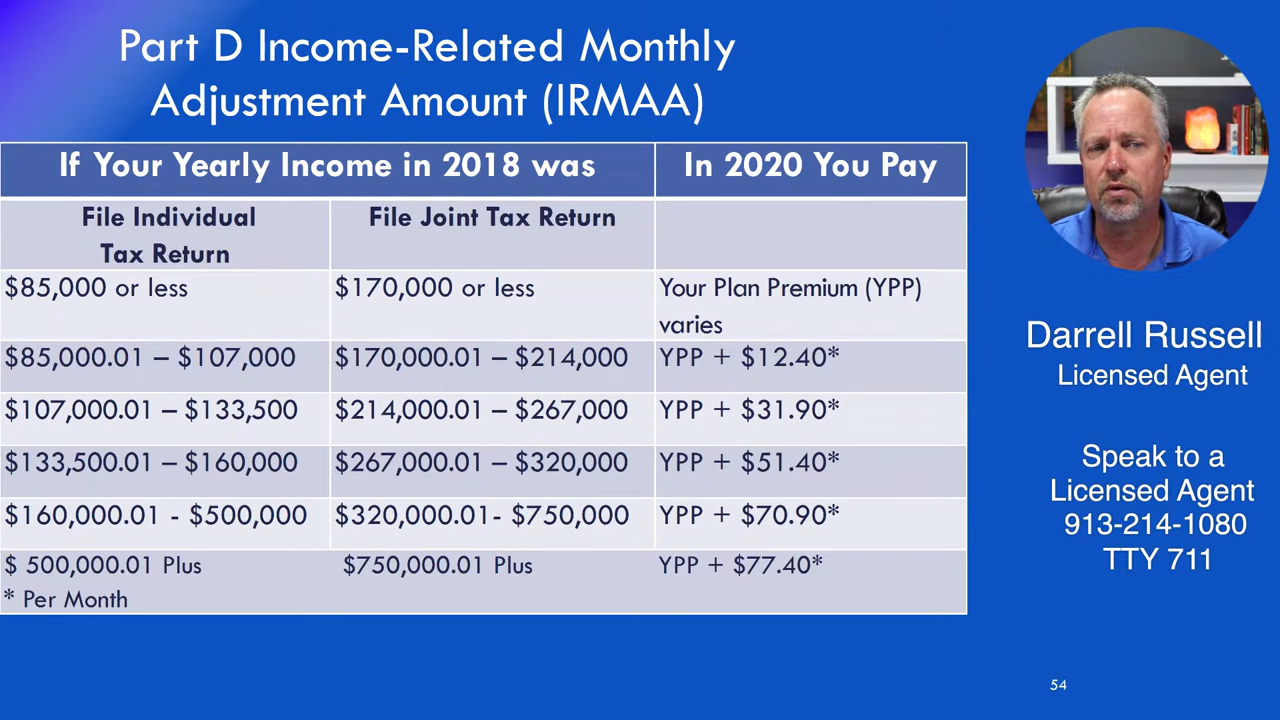 Part D Income-Related Monthly
Adjustment Amount (IRMAA)
If Your Yearly Income in 2018 was
In 2020 You Pay
File Individual
Tax Return
File Joint Tax Return
$85,000 or less
$170,000 or less
Your Plan Premium (YPP)
varies
$85,000.01 – $107,000
$170,000.01 – $214,000
YPP + $12.40*
$107,000.01 – $133,500
$214,000.01 – $267,000
YPP + $31.90*
$133,500.01 – $160,000
$267,000.01 – $320,000
YPP + $51.40*
$160,000.01 - $500,000
$320,000.01- $750,000
YPP + $70.90*
$ 500,000.01 Plus
$750,000.01 Plus
YPP + $77.40*
* Per Month
Darrell Russell
Licensed Agent
Speak to a
Licensed Agent
913-214-1080
TTY 711
54